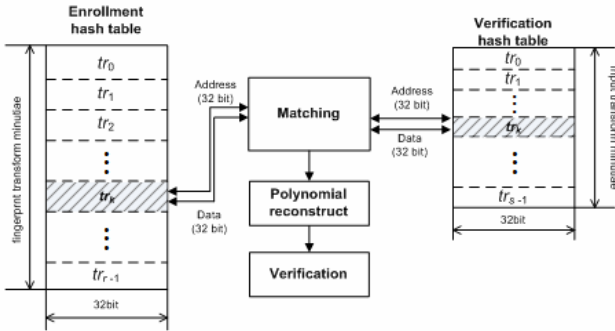 Enrollment
hash table
tr0
tr1
tr2
trk
trr-1
32bit
fingerprint transform minutiae
Address
(32 bit)
Data
(32 bit)
Matching
Polynomial
reconstruct
Verification
Address
(32 bit)
Data
(32 bit)
Verification
hash table
tr0
tr1
trk
trs-1
32bit
Input transform minutiae